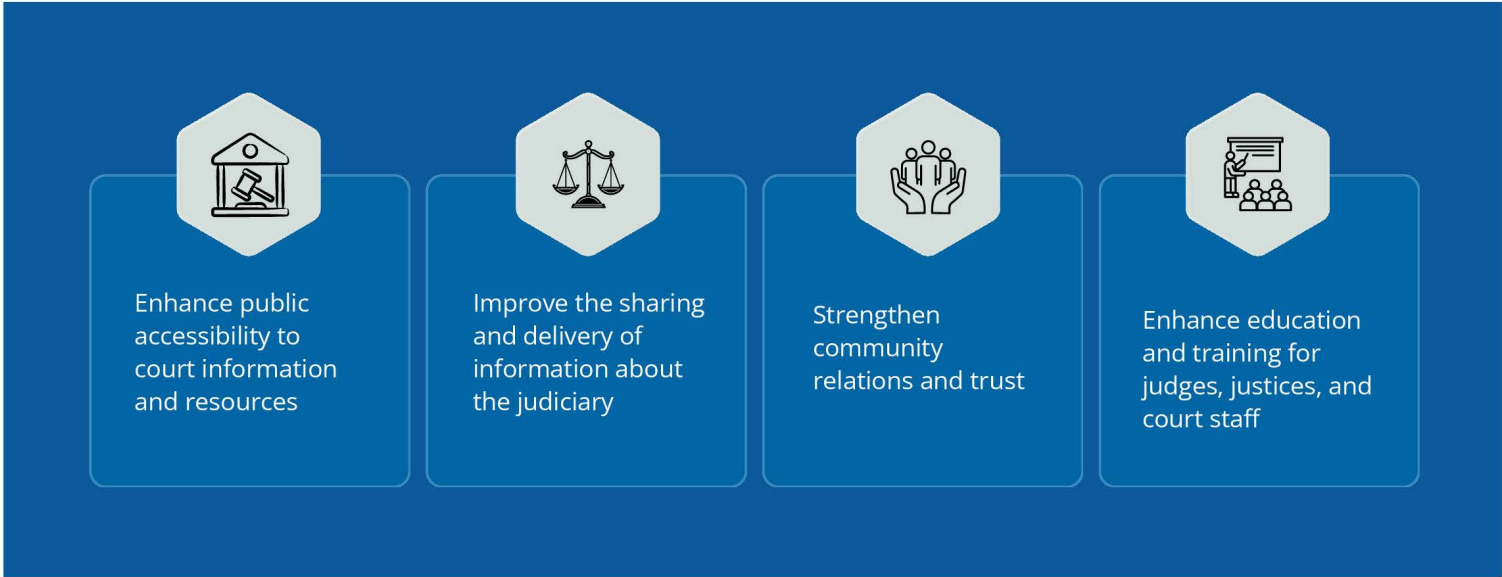 Enhance public
accessibility to
court information
and resources
Improve the sharing
and delivery of
information about
the judiciary
Strengthen
community
relations and trust
Enhance education
and training for
judges, justices, and
court staff